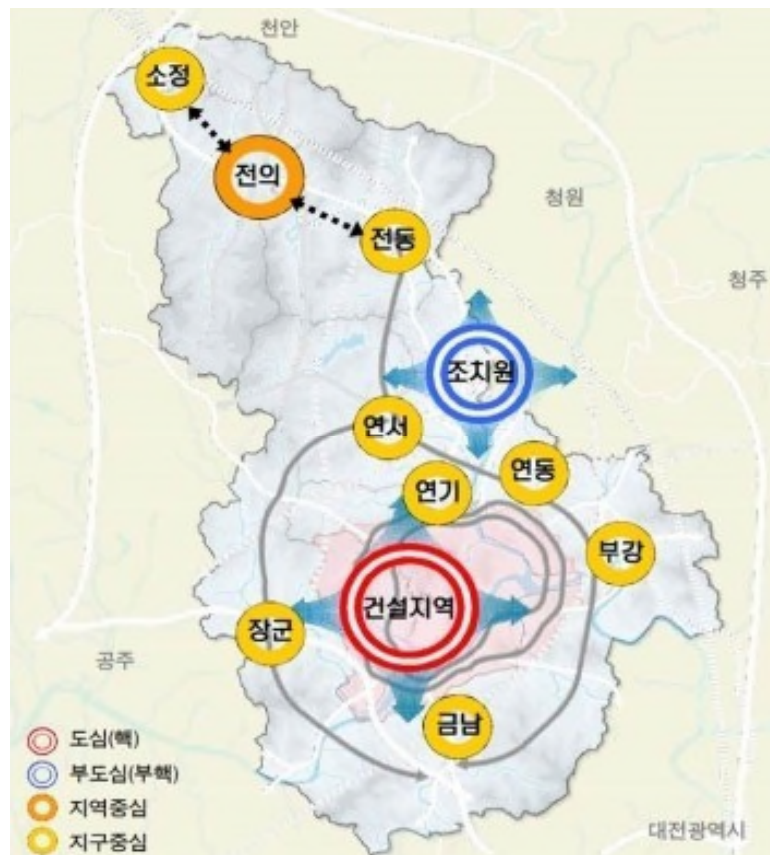 천안
소정
전의
청원
전동
청주
조치원
연서
연동
연기
부강
건설지역
장군
공주
금남
도심(핵)
부도심(부핵)
지역중심
지구중심
대전광역시